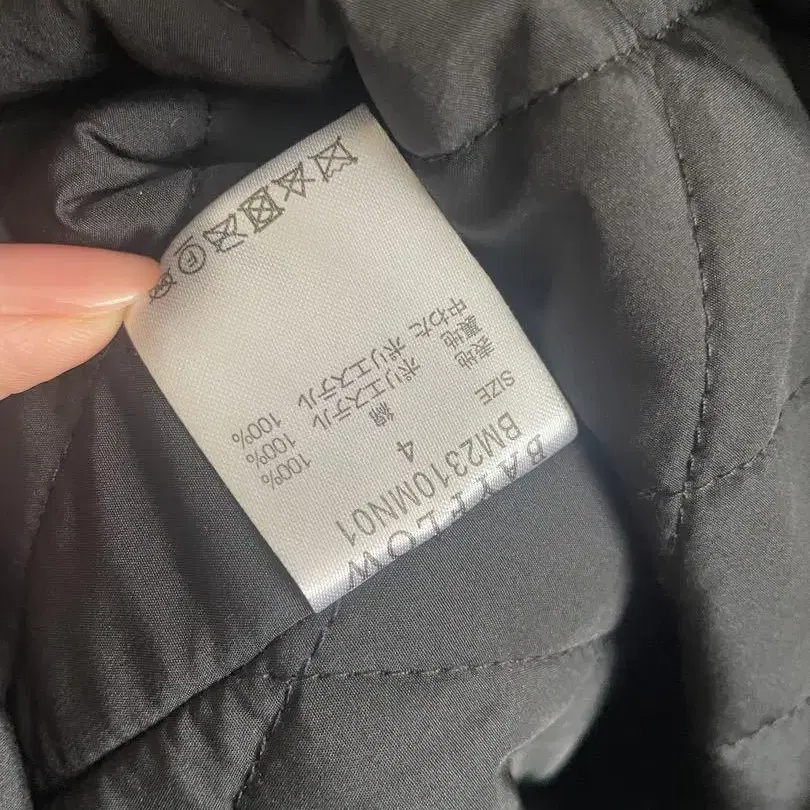 BAYFLOW
BM2310MN01
SIZE 4
表地 綿 100%
裏地 ポリエステル 100%
中わた ポリエステル 100%
F